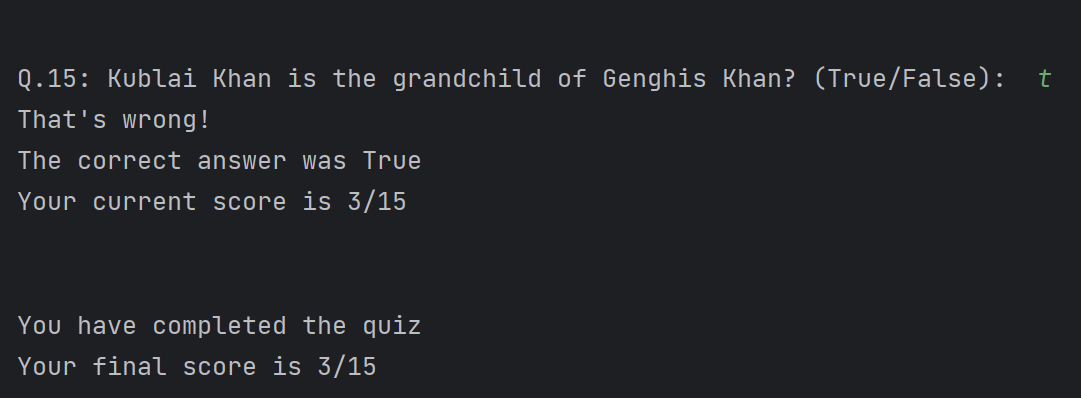 Q.15: Kublai Khan is the grandchild of Genghis Khan? (True/False):  t
That's wrong!
The correct answer was True
Your current score is 3/15
You have completed the quiz
Your final score is 3/15